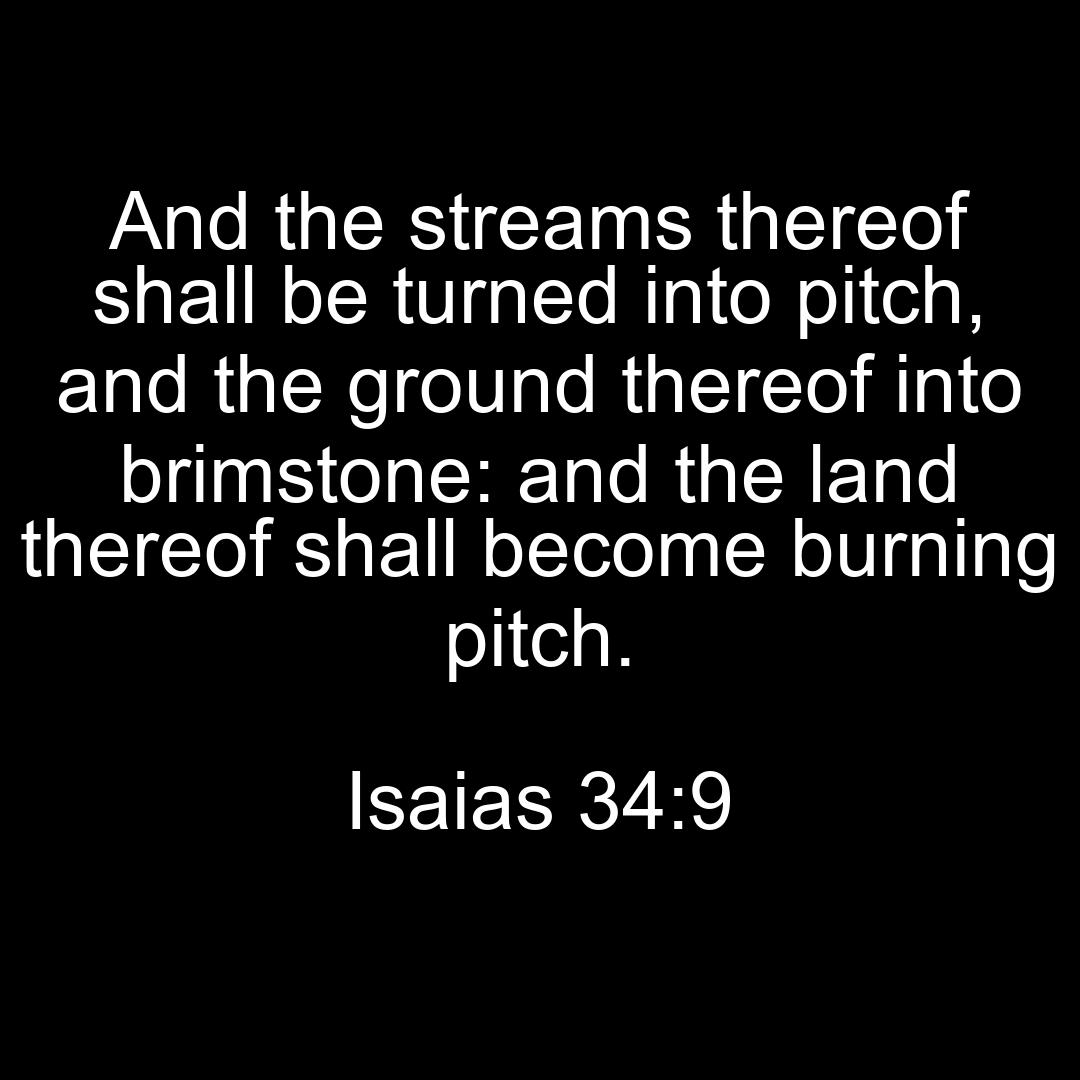 And the streams thereof
shall be turned into pitch,
and the ground thereof into
brimstone: and the land
thereof shall become burning
pitch.
Isaias 34:9